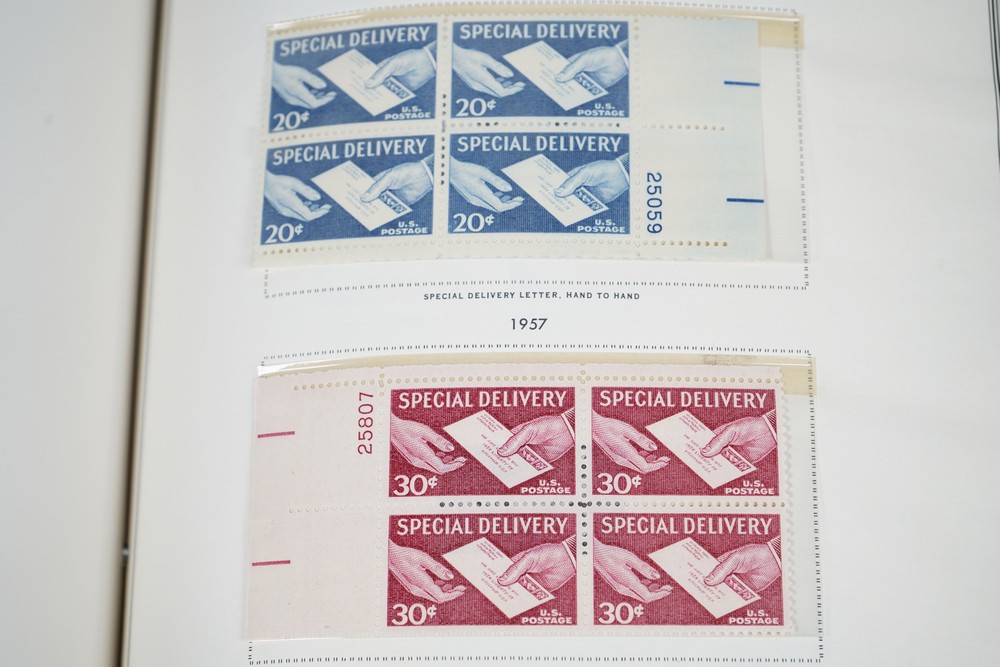 SPECIAL DELIVERY
20¢
U.S.
POSTAGE
SPECIAL DELIVERY
20¢
U.S.
POSTAGE
SPECIAL DELIVERY
20¢
U.S.
POSTAGE
SPECIAL DELIVERY
20¢
U.S.
POSTAGE
25059
SPECIAL DELIVERY LETTER, HAND TO HAND
1957
25807
SPECIAL DELIVERY
30¢
U.S.
POSTAGE
SPECIAL DELIVERY
30¢
U.S.
POSTAGE
SPECIAL DELIVERY
30¢
U.S.
POSTAGE
SPECIAL DELIVERY
30¢
U.S.
POSTAGE